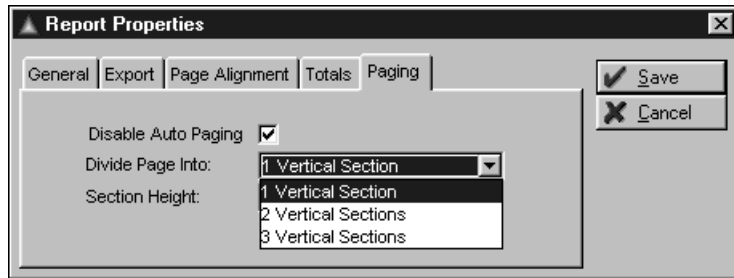 Report Properties
General Export Page Alignment Totals Paging
Save
Cancel
Disable Auto Paging
Divide Page Into: 1 Vertical Section
Section Height: 1 Vertical Section
2 Vertical Sections
3 Vertical Sections